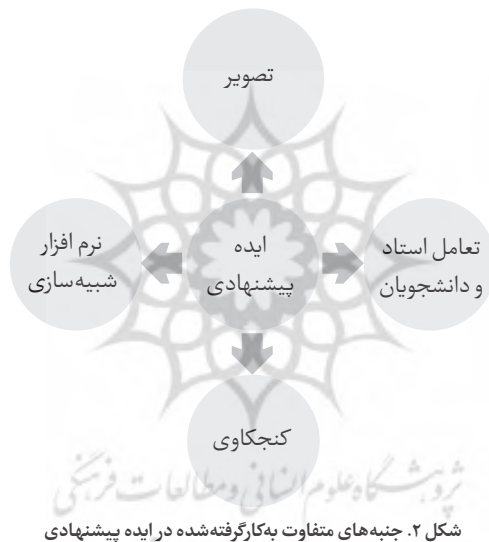 تصویر
تعامل استاد
و دانشجویان
ایده
پیشنهادی
نرم افزار
شبیه‌سازی
کنجکاوی
پژوهشگاه علوم انسانی و مطالعات فرهنگی
شکل ۲. جنبه‌های متفاوت به‌کارگرفته‌شده در ایده پیشنهادی